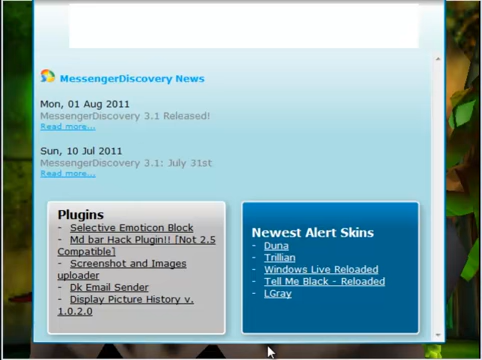 MessengerDiscovery News
Mon, 01 Aug 2011
MessengerDiscovery 3.1 Released!
Read more...
Sun, 10 Jul 2011
MessengerDiscovery 3.1: July 31st
Read more...
Plugins
- Selective Emoticon Block
- Md bar Hack Plugin!! [Not 2.5
Compatible]
- Screenshot and Images
uploader
- Dk Email Sender
- Display Picture History v.
1.0.2.0
Newest Alert Skins
- Duna
- Trillian
- Windows Live Reloaded
- Tell Me Black - Reloaded
- LGray